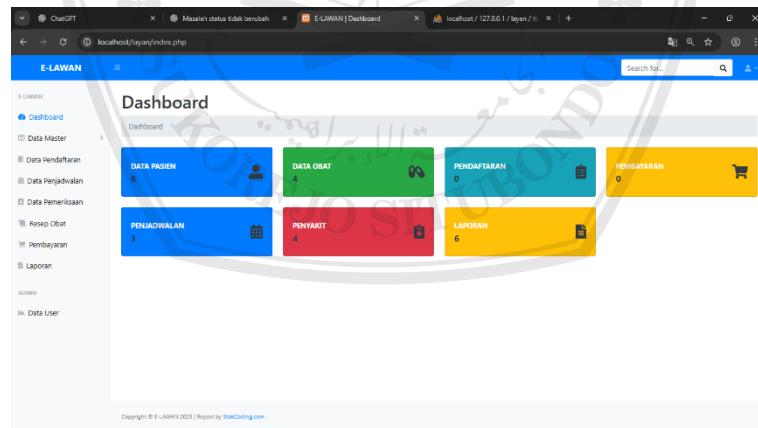 ChatGPT
Masalah status tidak berubah
E-LAWAN | Dashboard
localhost / 127.0.0.1 / layan /
localhost/layan/index.php
E-LAWAN
Search for...
E-LAWAN
Dashboard
Data Master
Data Pendaftaran
Data Penjadwalan
Data Pemeriksaan
Resep Obat
Pembayaran
Laporan
ADMIN
Data User
Dashboard
Dashboard
DATA PASIEN
6
DATA OBAT
4
PENDAFTARAN
0
PEMBAYARAN
0
PENJADWALAN
3
PENYAKIT
4
LAPORAN
6
SUKOREJO SITUBONDO
Copyright © E-LAWAN 2025 | Repost by StokCoding.com